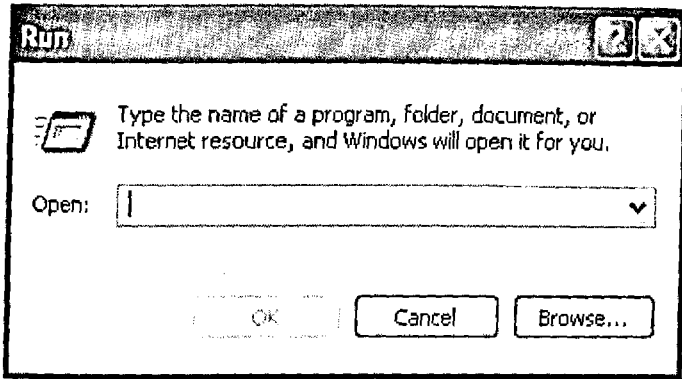 Run
Type the name of a program, folder, document, or
Internet resource, and Windows will open it for you.
Open:
OK
Cancel
Browse...